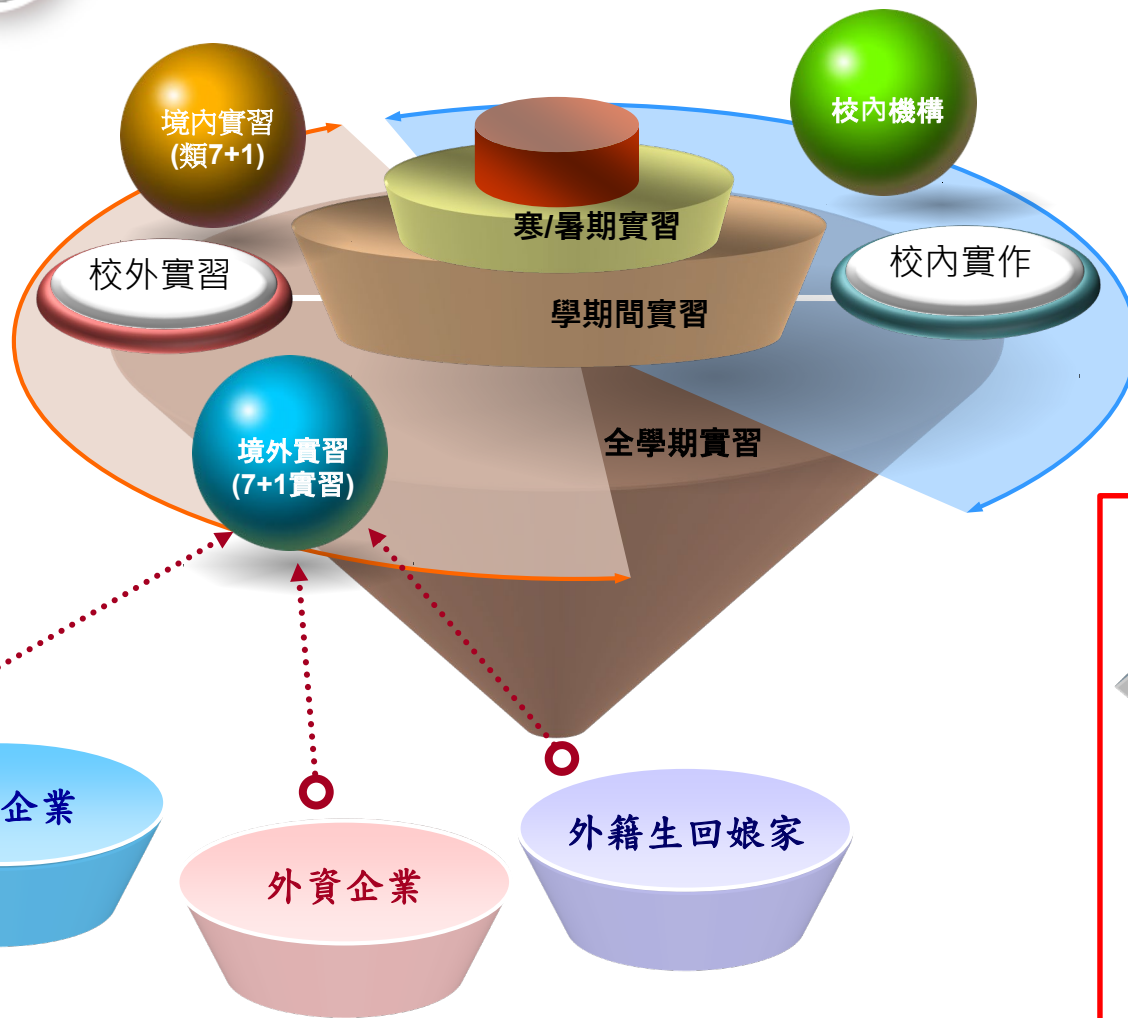 境內實習
(類7+1)
校內機構
寒/暑期實習
校外實習
校內實作
學期間實習
全學期實習
境外實習
(7+1實習)
企業
外資企業
外籍生回娘家